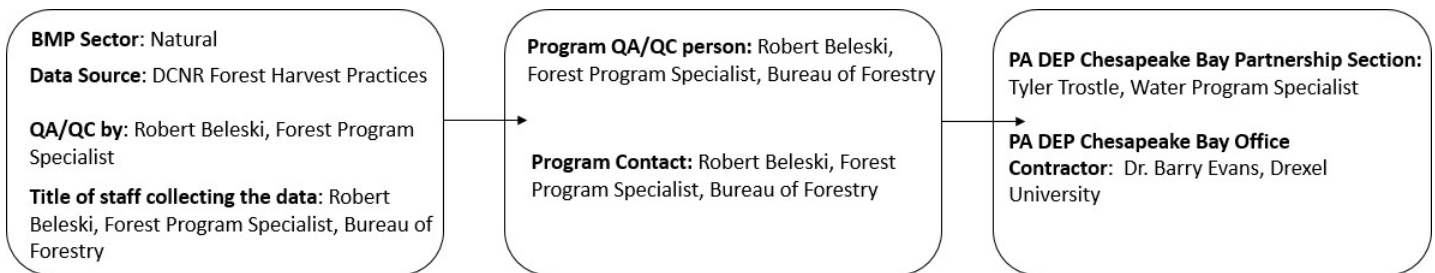 BMP Sector: Natural
Data Source: DCNR Forest Harvest Practices
QA/QC by: Robert Beleski, Forest Program
Specialist
Title of staff collecting the data: Robert
Beleski, Forest Program Specialist, Bureau of
Forestry
Program QA/QC person: Robert Beleski,
Forest Program Specialist, Bureau of Forestry
Program Contact: Robert Beleski, Forest
Program Specialist, Bureau of Forestry
PA DEP Chesapeake Bay Partnership Section:
Tyler Trostle, Water Program Specialist
PA DEP Chesapeake Bay Office
Contractor: Dr. Barry Evans, Drexel
University